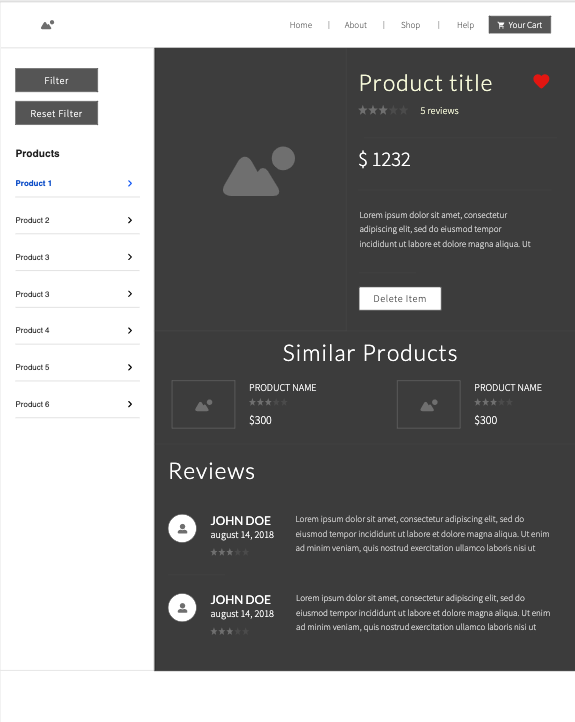 Home | About | Shop | Help Your Cart
Filter
Reset Filter
Products
Product 1
Product 2
Product 3
Product 3
Product 4
Product 5
Product 6
Product title
5 reviews
$ 1232
Lorem ipsum dolor sit amet, consectetur
adipiscing elit, sed do eiusmod tempor
incididunt ut labore et dolore magna aliqua. Ut
Delete Item
Similar Products
PRODUCT NAME
$300
PRODUCT NAME
$300
Reviews
JOHN DOE
august 14, 2018
Lorem ipsum dolor sit amet, consectetur adipiscing elit, sed do
eiusmod tempor incididunt ut labore et dolore magna aliqua. Ut enim
ad minim veniam, quis nostrud exercitation ullamco laboris nisi ut
JOHN DOE
august 14, 2018
Lorem ipsum dolor sit amet, consectetur adipiscing elit, sed do
eiusmod tempor incididunt ut labore et dolore magna aliqua. Ut enim
ad minim veniam, quis nostrud exercitation ullamco laboris nisi ut